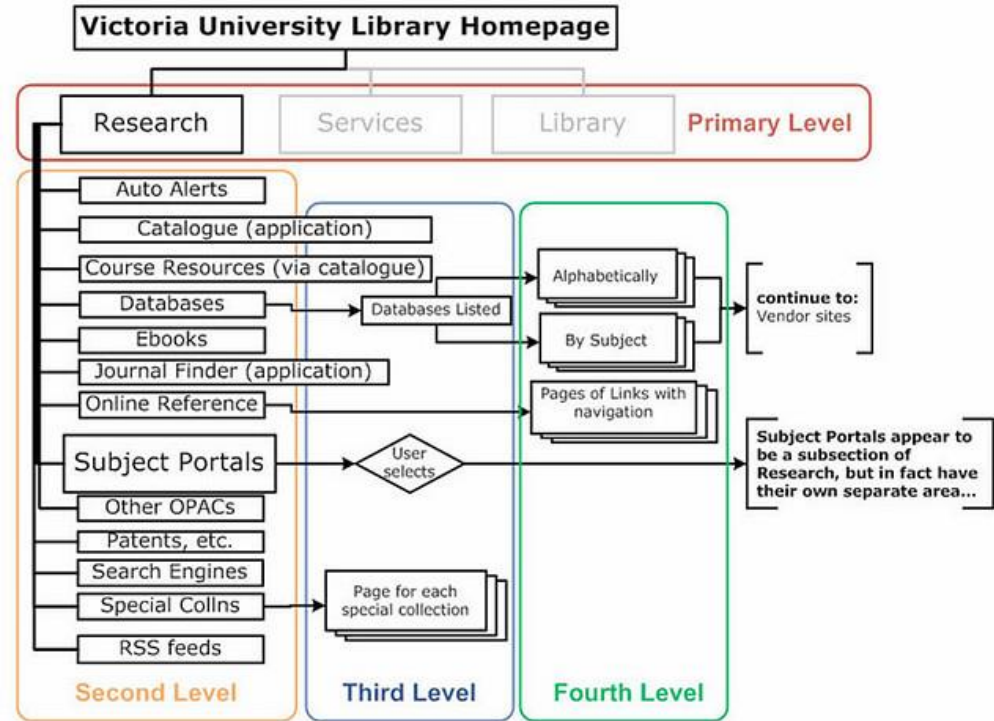 Victoria University Library Homepage
Research
Services
Library
Primary Level
Auto Alerts
Catalogue (application)
Course Resources (via catalogue)
Databases
Ebooks
Journal Finder (application)
Online Reference
Subject Portals
Other OPACs
Patents, etc.
Search Engines
Special Collns
RSS feeds
Second Level
Databases Listed
User
selects
Page for each
special collection
Third Level
Alphabetically
By Subject
Pages of Links with
navigation
Fourth Level
continue to:
Vendor sites
Subject Portals appear to
be a subsection of
Research, but in fact have
their own separate area...